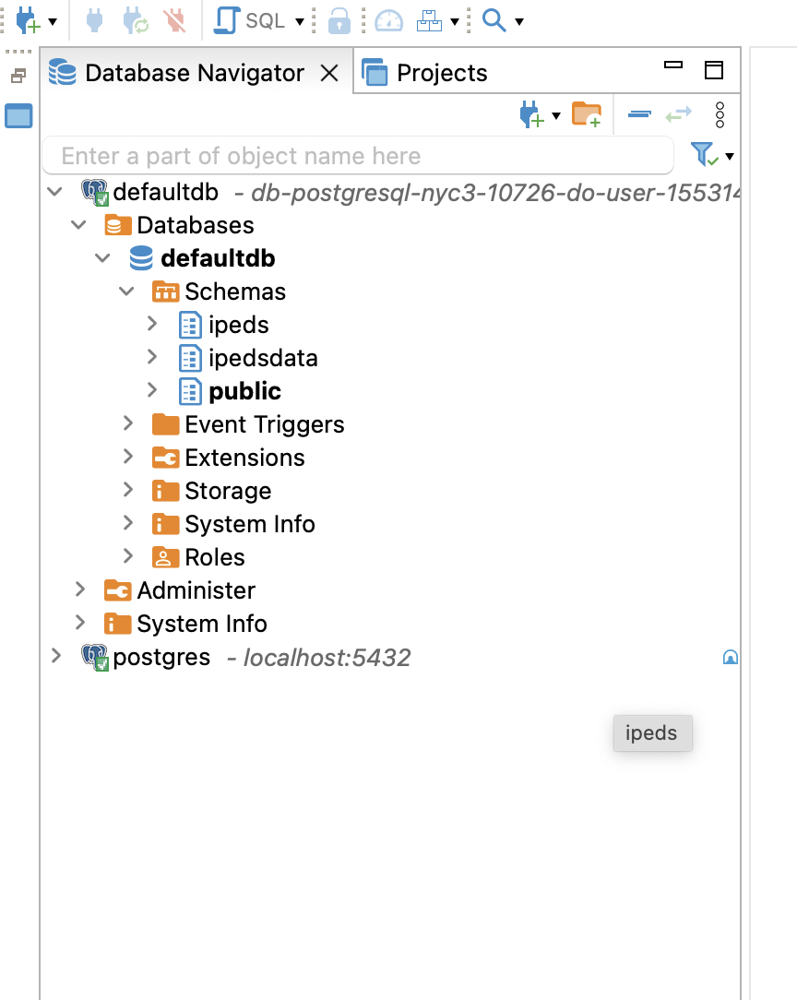 SQL
Database Navigator
Projects
Enter a part of object name here
defaultdb - db-postgresql-nyc3-10726-do-user-155314
Databases
defaultdb
Schemas
ipeds
ipedsdata
public
Event Triggers
Extensions
Storage
System Info
Roles
Administer
System Info
postgres - localhost:5432
ipeds